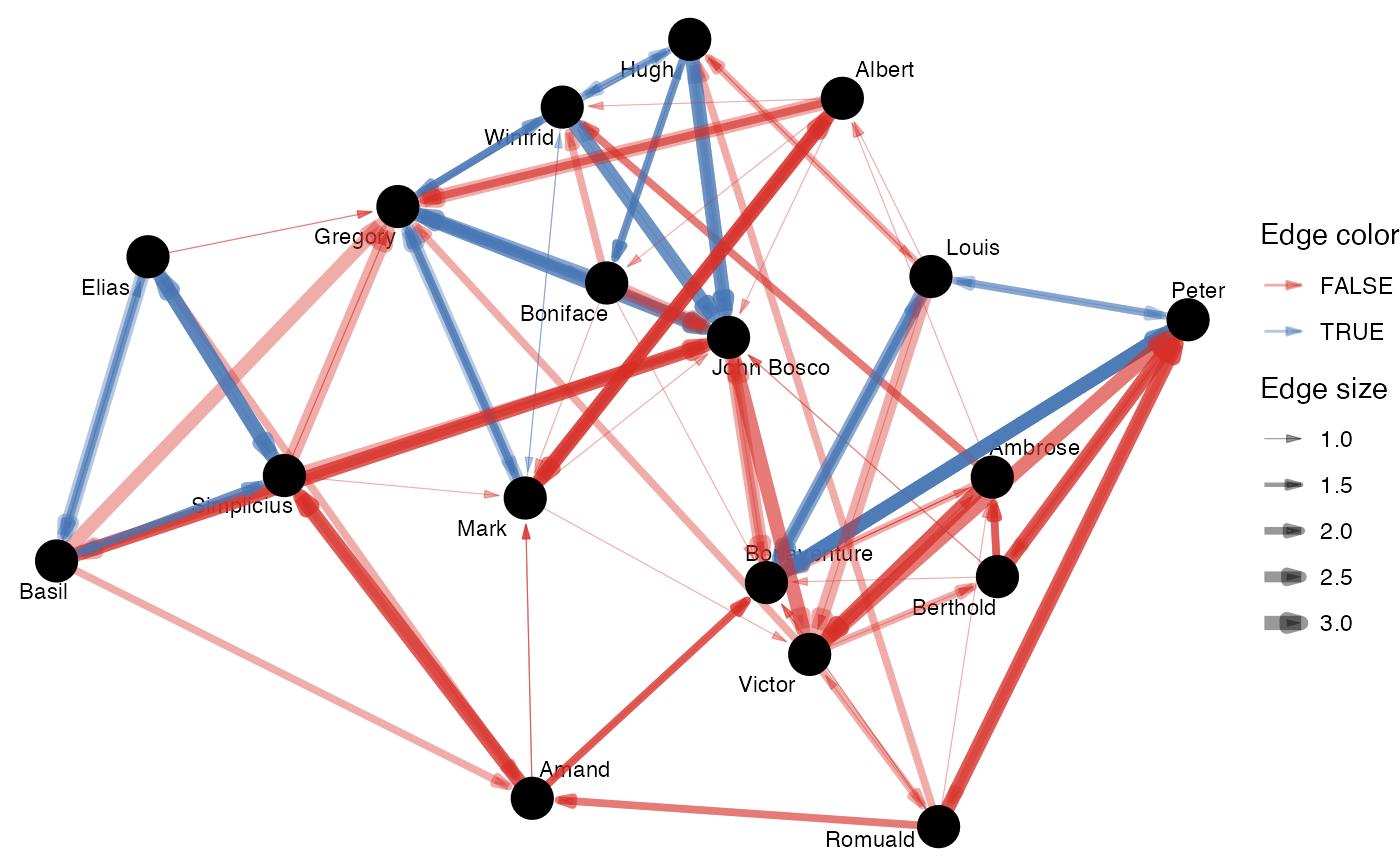 Hugh
Albert
Winfrid
Gregory
Louis
Elias
Peter
Boniface
John Bosco
Ambrose
Simplicius
Mark
Bonaventure
Basil
Berthold
Victor
Amand
Romuald
Edge color
FALSE
TRUE
Edge size
1.0
1.5
2.0
2.5
3.0